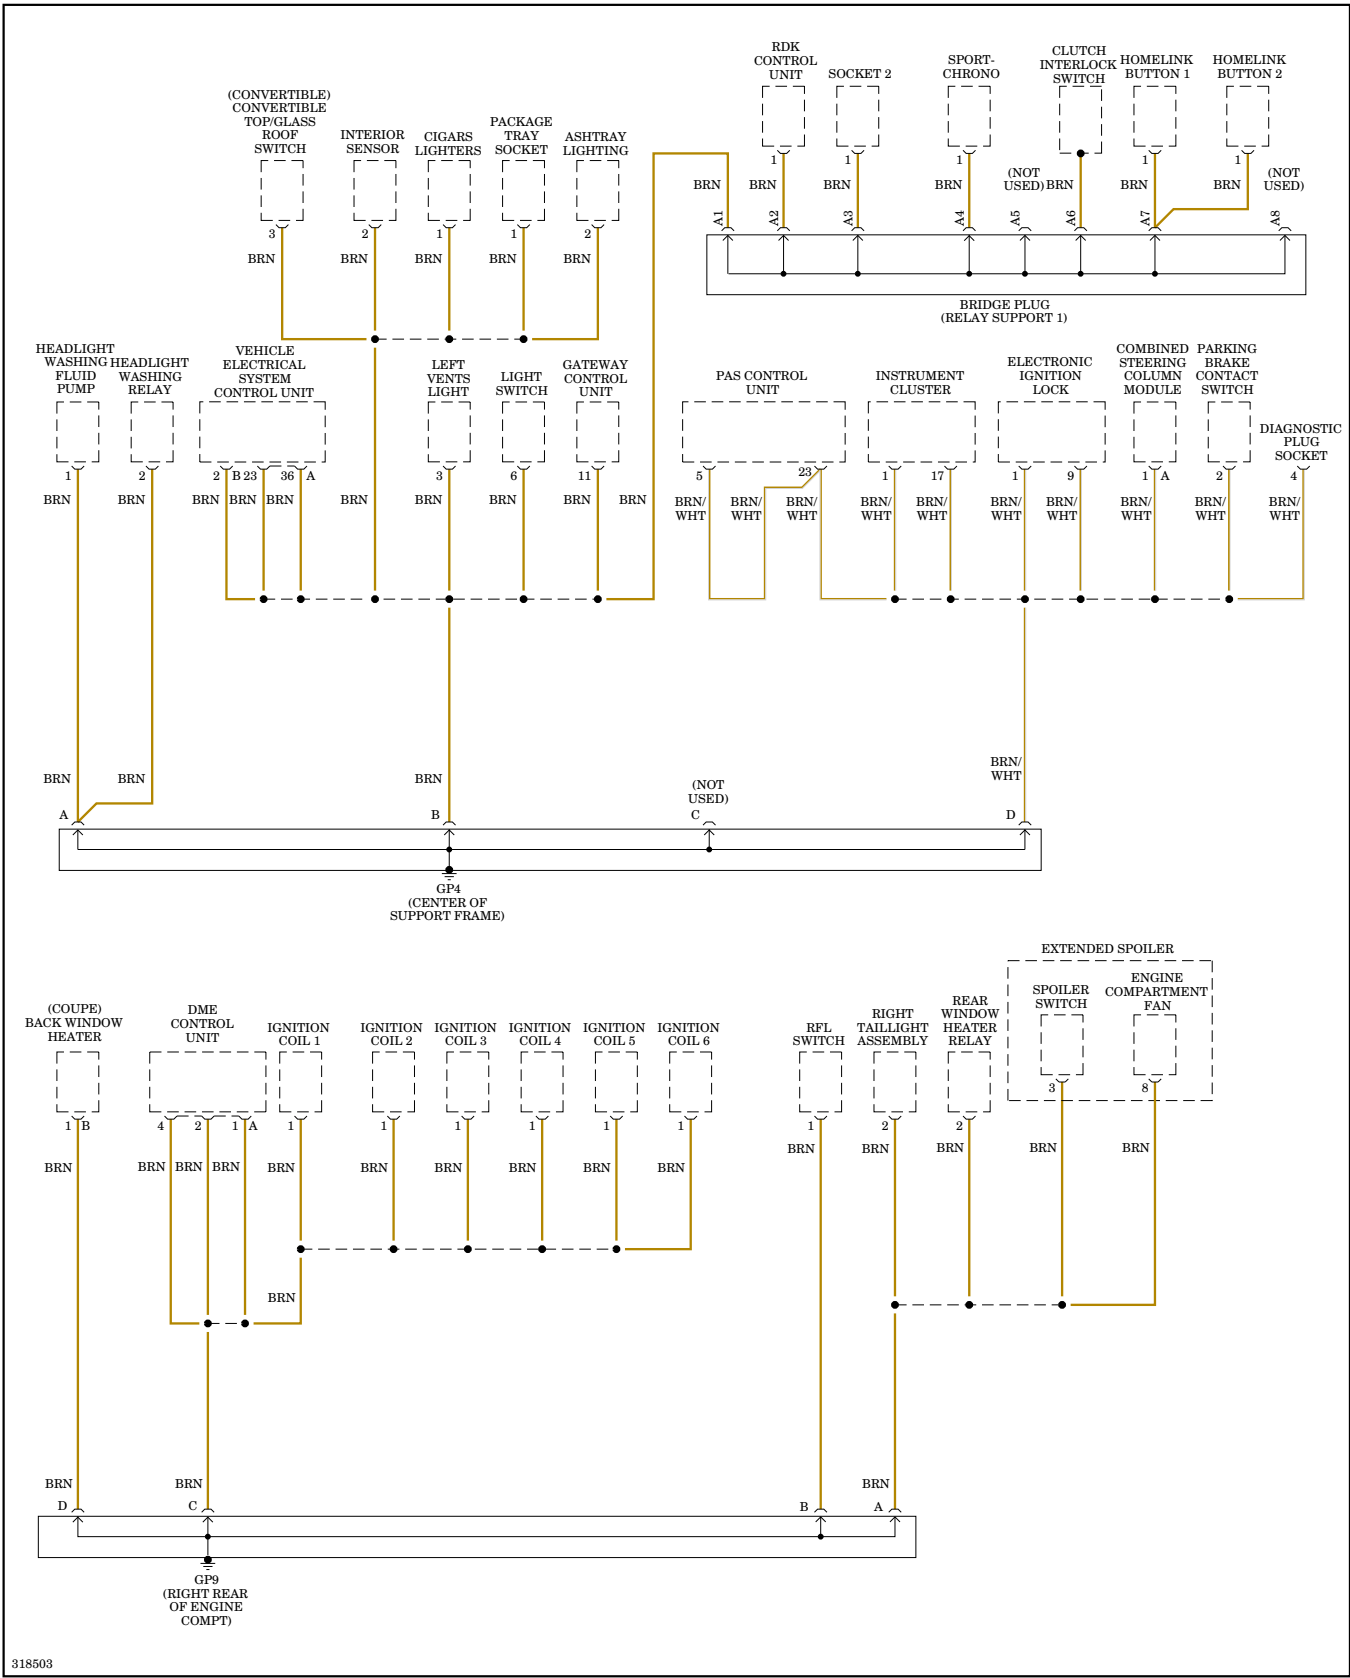 RDK
CONTROL
UNIT
SOCKET 2
SPORT-
CHRONO
CLUTCH
INTERLOCK
SWITCH
HOMELINK
BUTTON 1
HOMELINK
BUTTON 2
(CONVERTIBLE)
CONVERTIBLE
TOP/GLASS
ROOF
SWITCH
INTERIOR
SENSOR
CIGARS
LIGHTERS
PACKAGE
TRAY
SOCKET
ASHTRAY
LIGHTING
1 1 1 1 1
(NOT
USED)
(NOT
USED)
BRN BRN BRN BRN BRN BRN BRN
A1 A2 A3 A4 A5 A6 A7 A8
3 2 1 1 2
BRN BRN BRN BRN BRN
BRIDGE PLUG
(RELAY SUPPORT 1)
HEADLIGHT
WASHING
FLUID
PUMP
HEADLIGHT
WASHING
RELAY
VEHICLE
ELECTRICAL
SYSTEM
CONTROL UNIT
LEFT
VENTS
LIGHT
LIGHT
SWITCH
GATEWAY
CONTROL
UNIT
PAS CONTROL
UNIT
INSTRUMENT
CLUSTER
ELECTRONIC
IGNITION
LOCK
COMBINED
STEERING
COLUMN
MODULE
PARKING
BRAKE
CONTACT
SWITCH
DIAGNOSTIC
PLUG
SOCKET
1 2 2 B 23 36 A 3 6 11 5 23 1 17 1 9 1 A 2 4
BRN BRN BRN BRN BRN BRN BRN BRN BRN BRN
BRN/ BRN/ BRN/ BRN/ BRN/ BRN/ BRN/ BRN/ BRN/ BRN/
WHT WHT WHT WHT WHT WHT WHT WHT WHT WHT
BRN BRN BRN
BRN/
WHT
(NOT
USED)
A B C D
GP4
(CENTER OF
SUPPORT FRAME)
EXTENDED SPOILER
(COUPE)
BACK WINDOW
HEATER
DME
CONTROL
UNIT
IGNITION
COIL 1
IGNITION
COIL 2
IGNITION
COIL 3
IGNITION
COIL 4
IGNITION
COIL 5
IGNITION
COIL 6
RFL
SWITCH
RIGHT
TAILLIGHT
ASSEMBLY
REAR
WINDOW
HEATER
RELAY
SPOILER
SWITCH
ENGINE
COMPARTMENT
FAN
3 8
1 B 4 2 1 A 1 1 1 1 1 1 1 2 2
BRN BRN BRN BRN BRN
BRN BRN BRN BRN BRN BRN BRN BRN BRN BRN
BRN
BRN BRN BRN
D C B A
GP9
(RIGHT REAR
OF ENGINE
COMPT)
318503